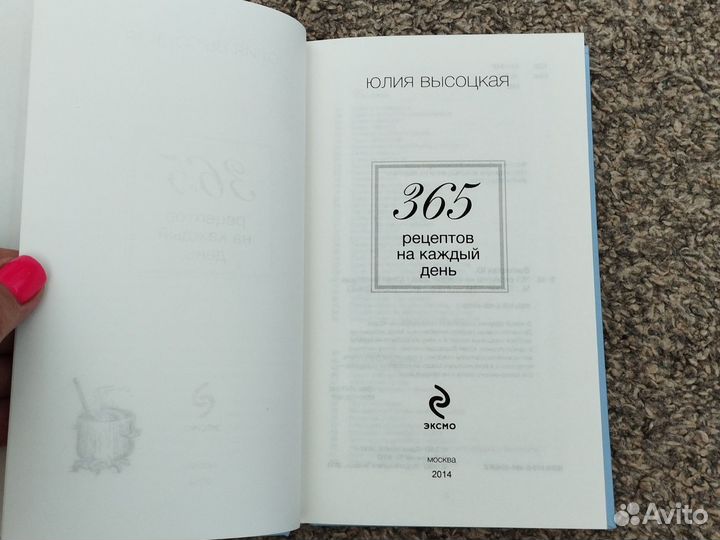 ЮЛИЯ ВЫСОЦКАЯ
365
рецептов
на каждый
день
ЭКСМО
москва
2014
Avito